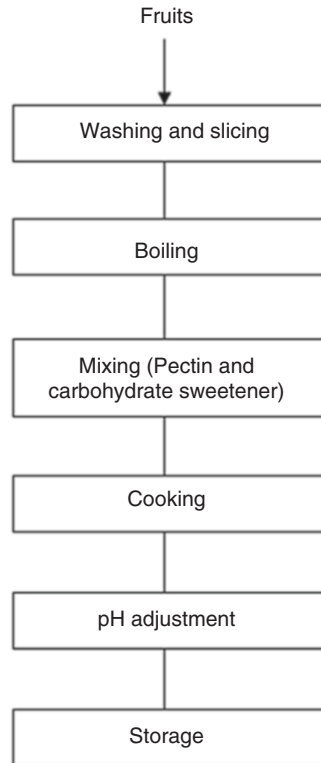 Fruits
Washing and slicing
Boiling
Mixing (Pectin and
carbohydrate sweetener)
Cooking
pH adjustment
Storage